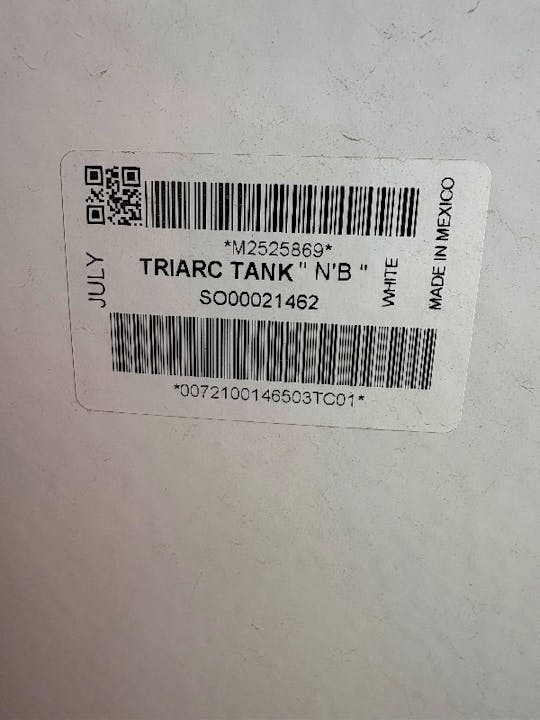 *M2525869*
TRIARC TANK " N'B "
SO00021462
*0072100146503TC01*
JULY
WHITE
MADE IN MEXICO